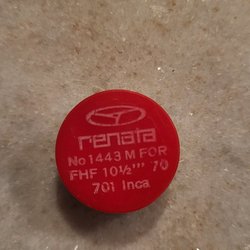 renata
No 1443 M FOR
FHF 10½''' 70
701 Inca